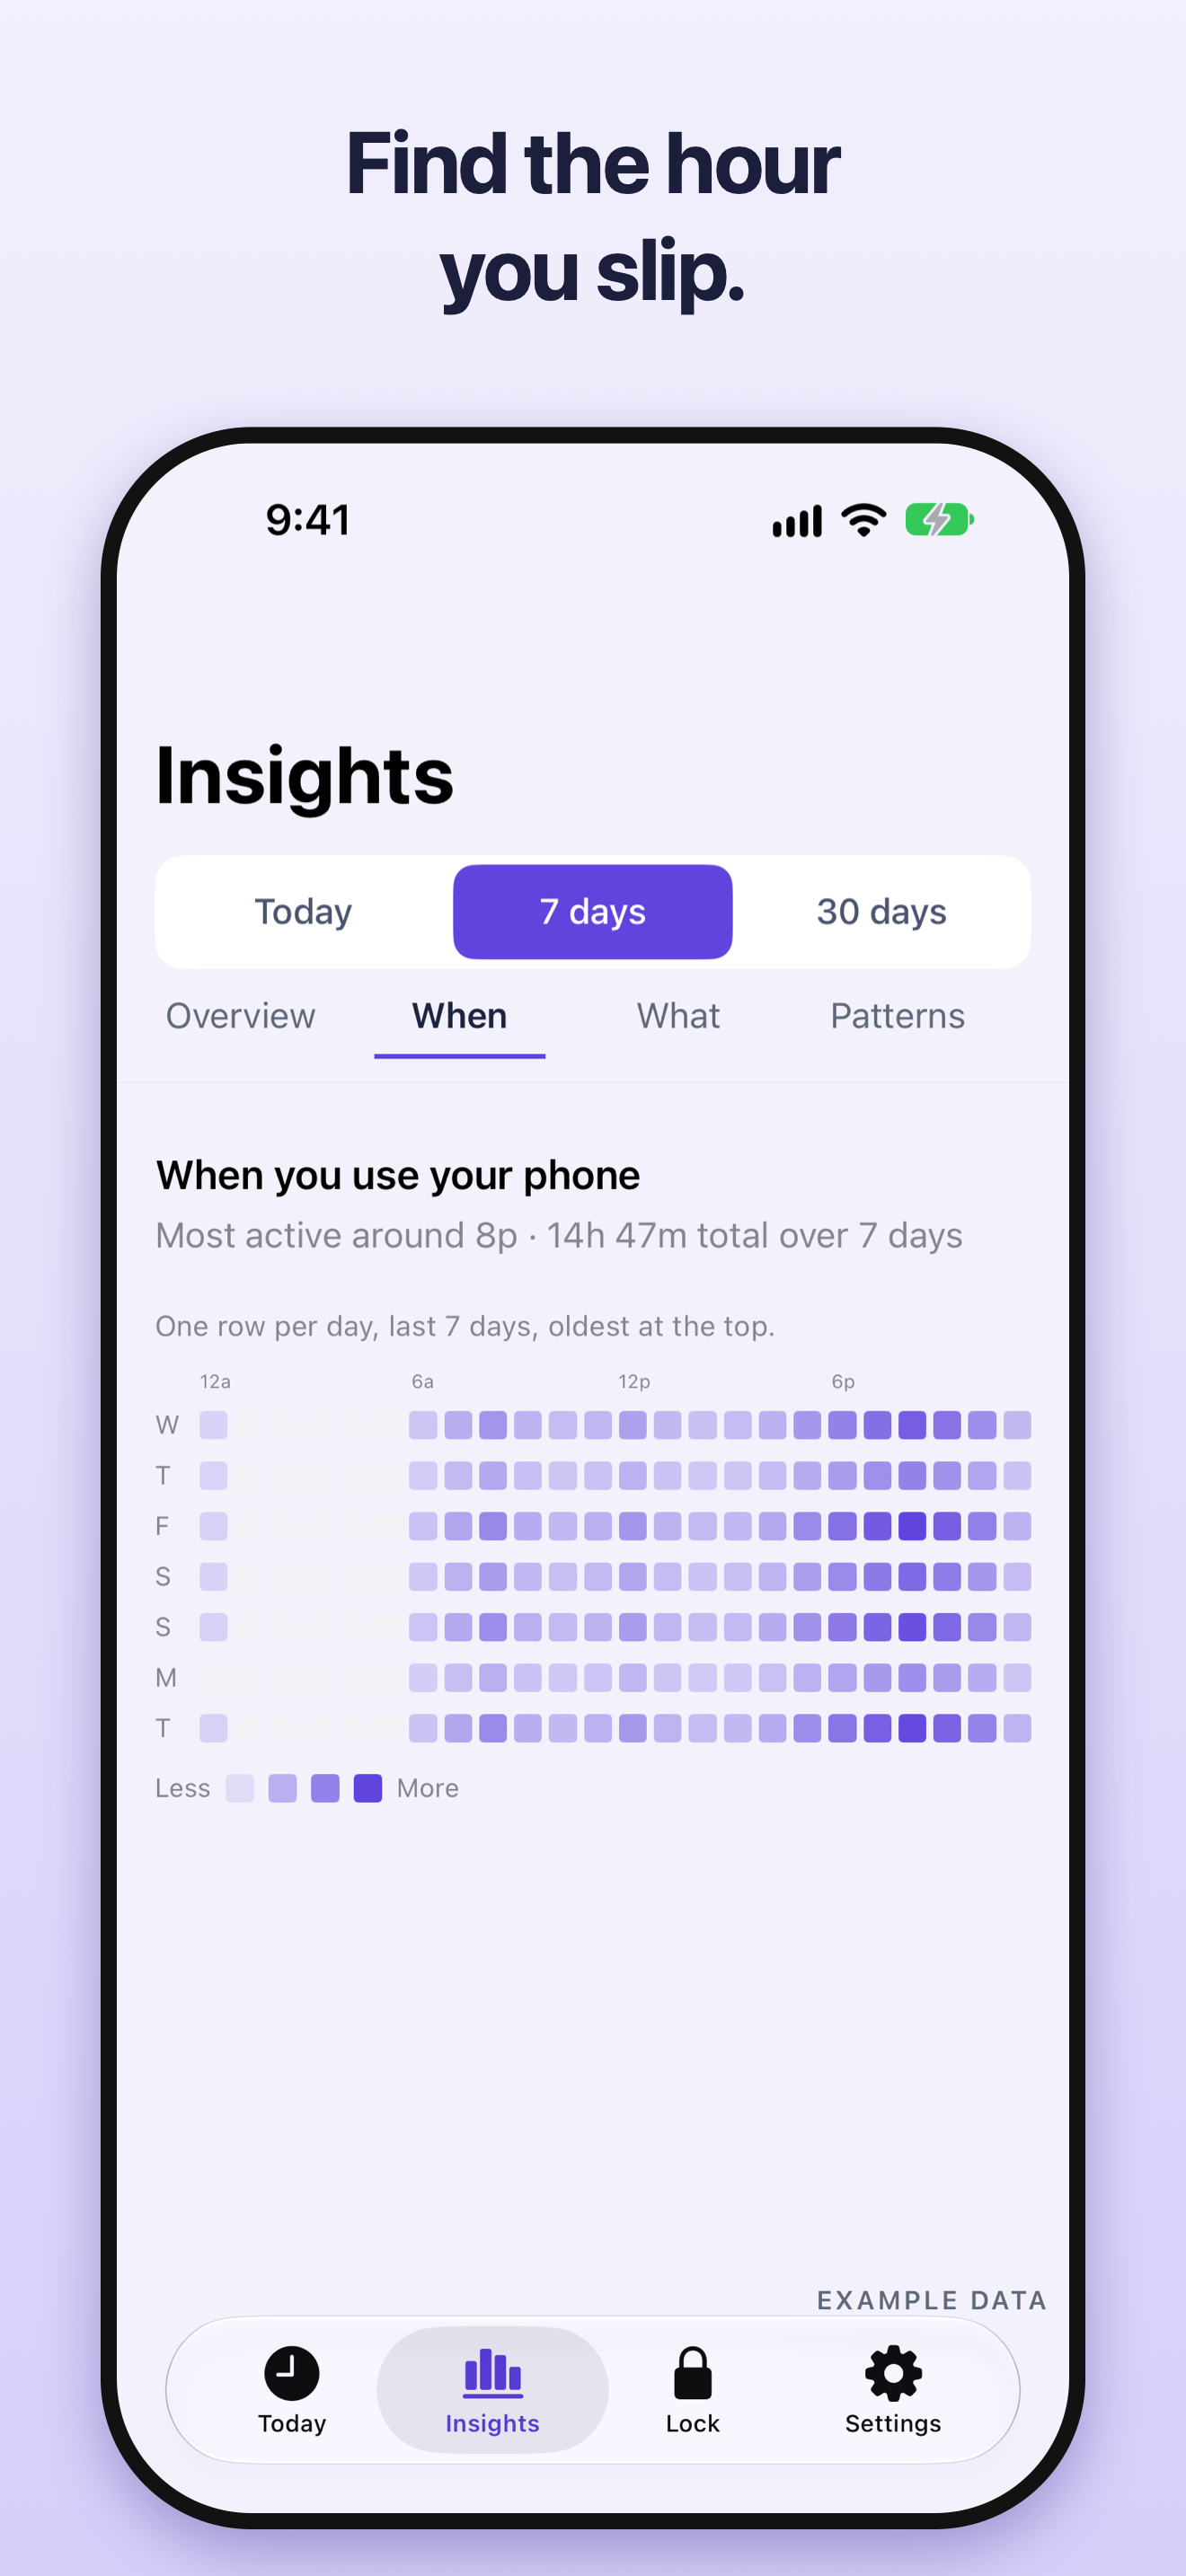 Find the hour
you slip.
9:41
Insights
Today 7 days 30 days
Overview When What Patterns
When you use your phone
Most active around 8p · 14h 47m total over 7 days
One row per day, last 7 days, oldest at the top.
12a 6a 12p 6p
W
T
F
S
S
M
T
Less More
EXAMPLE DATA
Today Insights Lock Settings